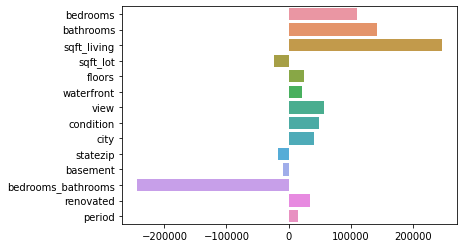 bedrooms
bathrooms
sqft_living
sqft_lot
floors
waterfront
view
condition
city
statezip
basement
bedrooms_bathrooms
renovated
period
−200000 −100000 0 100000 200000